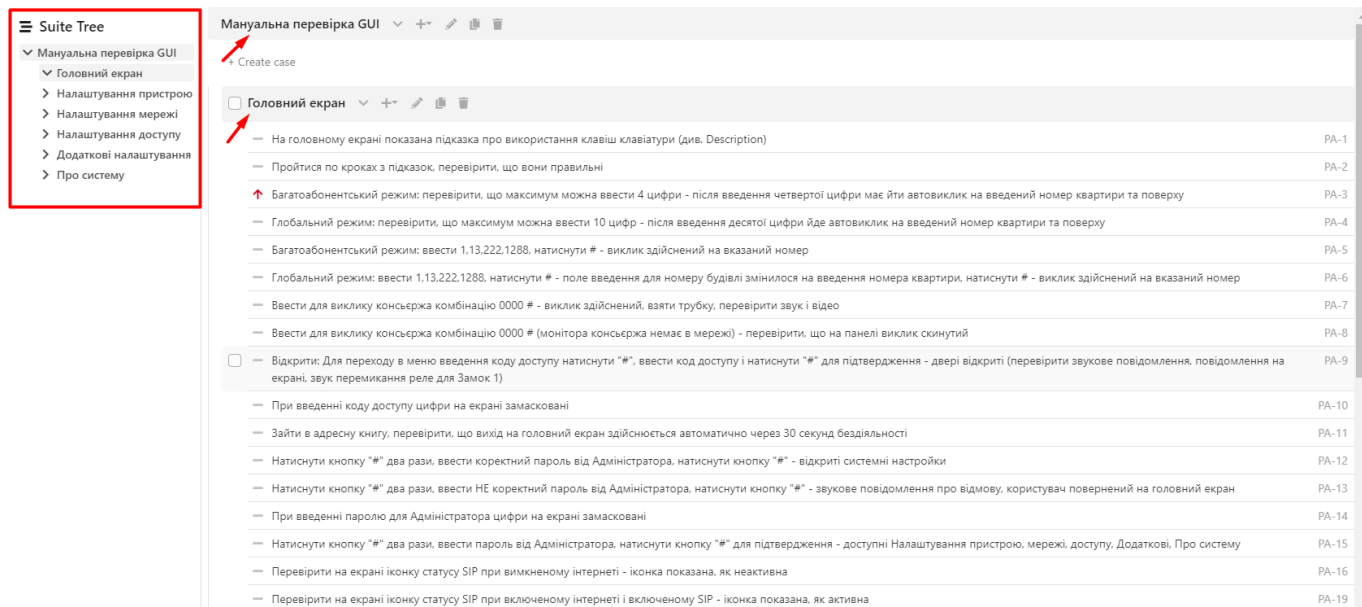 Suite Tree
Мануальна перевірка GUI
Головний екран
Налаштування пристрою
Налаштування мережі
Налаштування доступу
Додаткові налаштування
Про систему
Мануальна перевірка GUI
+ Create case
Головний екран
На головному екрані показана підказка про використання клавіш клавіатури (див. Description) PA-1
Пройтися по кроках з підказок, перевірити, що вони правильні PA-2
Багатоабонентський режим: перевірити, що максимум можна ввести 4 цифри - після введення четвертої цифри має йти автовиклик на введений номер квартири та поверху PA-3
Глобальний режим: перевірити, що максимум можна ввести 10 цифр - після введення десятої цифри йде автовиклик на введений номер квартири та поверху PA-4
Багатоабонентський режим: ввести 1,13,222,1288, натиснути # - виклик здійснений на вказаний номер PA-5
Глобальний режим: ввести 1,13,222,1288, натиснути # - поле введення для номеру будівлі змінилося на введення номера квартири, натиснути # - виклик здійснений на вказаний номер PA-6
Ввести для виклику консьєржа комбінацію 0000 # - виклик здійснений, взяти трубку, перевірити звук і відео PA-7
Ввести для виклику консьєржа комбінацію 0000 # (монітора консьєржа немає в мережі) - перевірити, що на панелі виклик скинутий PA-8
Відкрити: Для переходу в меню введення коду доступу натиснути "#", ввести код доступу і натиснути "#" для підтвердження - двері відкриті (перевірити звукове повідомлення, повідомлення на PA-9
екрані, звук перемикання реле для Замок 1)
При введенні коду доступу цифри на екрані замасковані PA-10
Зайти в адресну книгу, перевірити, що вихід на головний екран здійснюється автоматично через 30 секунд бездіяльності PA-11
Натиснути кнопку "#" два рази, ввести коректний пароль від Адміністратора, натиснути кнопку "#" - відкриті системні настройки PA-12
Натиснути кнопку "#" два рази, ввести НЕ коректний пароль від Адміністратора, натиснути кнопку "#" - звукове повідомлення про відмову, користувач повернений на головний екран PA-13
При введенні паролю для Адміністратора цифри на екрані замасковані PA-14
Натиснути кнопку "#" два рази, ввести пароль від Адміністратора, натиснути кнопку "#" для підтвердження - доступні Налаштування пристрою, мережі, доступу, Додаткові, Про систему PA-15
Перевірити на екрані іконку статусу SIP при вимкненому інтернеті - іконка показана, як неактивна PA-16
Перевірити на екрані іконку статусу SIP при включеному інтернеті і включеному SIP - іконка показана, як активна PA-19